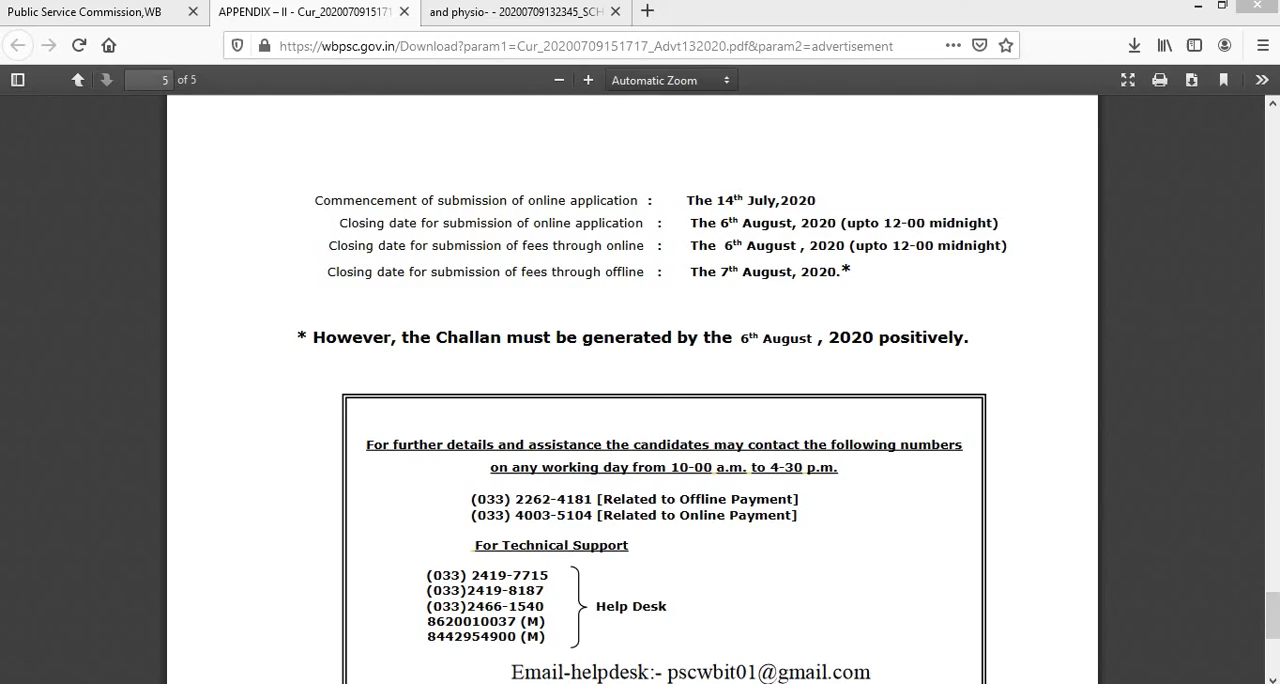 Public Service Commission,WB
APPENDIX – II - Cur_2020070915171
and physio- - 20200709132345_SCH
https://wbpsc.gov.in/Download?param1=Cur_20200709151717_Advt132020.pdf&param2=advertisement
5 of 5
Automatic Zoom
Commencement of submission of online application : The 14th July,2020
Closing date for submission of online application : The 6th August, 2020 (upto 12-00 midnight)
Closing date for submission of fees through online : The 6th August , 2020 (upto 12-00 midnight)
Closing date for submission of fees through offline : The 7th August, 2020.*
* However, the Challan must be generated by the 6th August , 2020 positively.
For further details and assistance the candidates may contact the following numbers
on any working day from 10-00 a.m. to 4-30 p.m.
(033) 2262-4181 [Related to Offline Payment]
(033) 4003-5104 [Related to Online Payment]
For Technical Support
(033) 2419-7715
(033)2419-8187
(033)2466-1540 Help Desk
8620010037 (M)
8442954900 (M)
Email-helpdesk:- pscwbit01@gmail.com